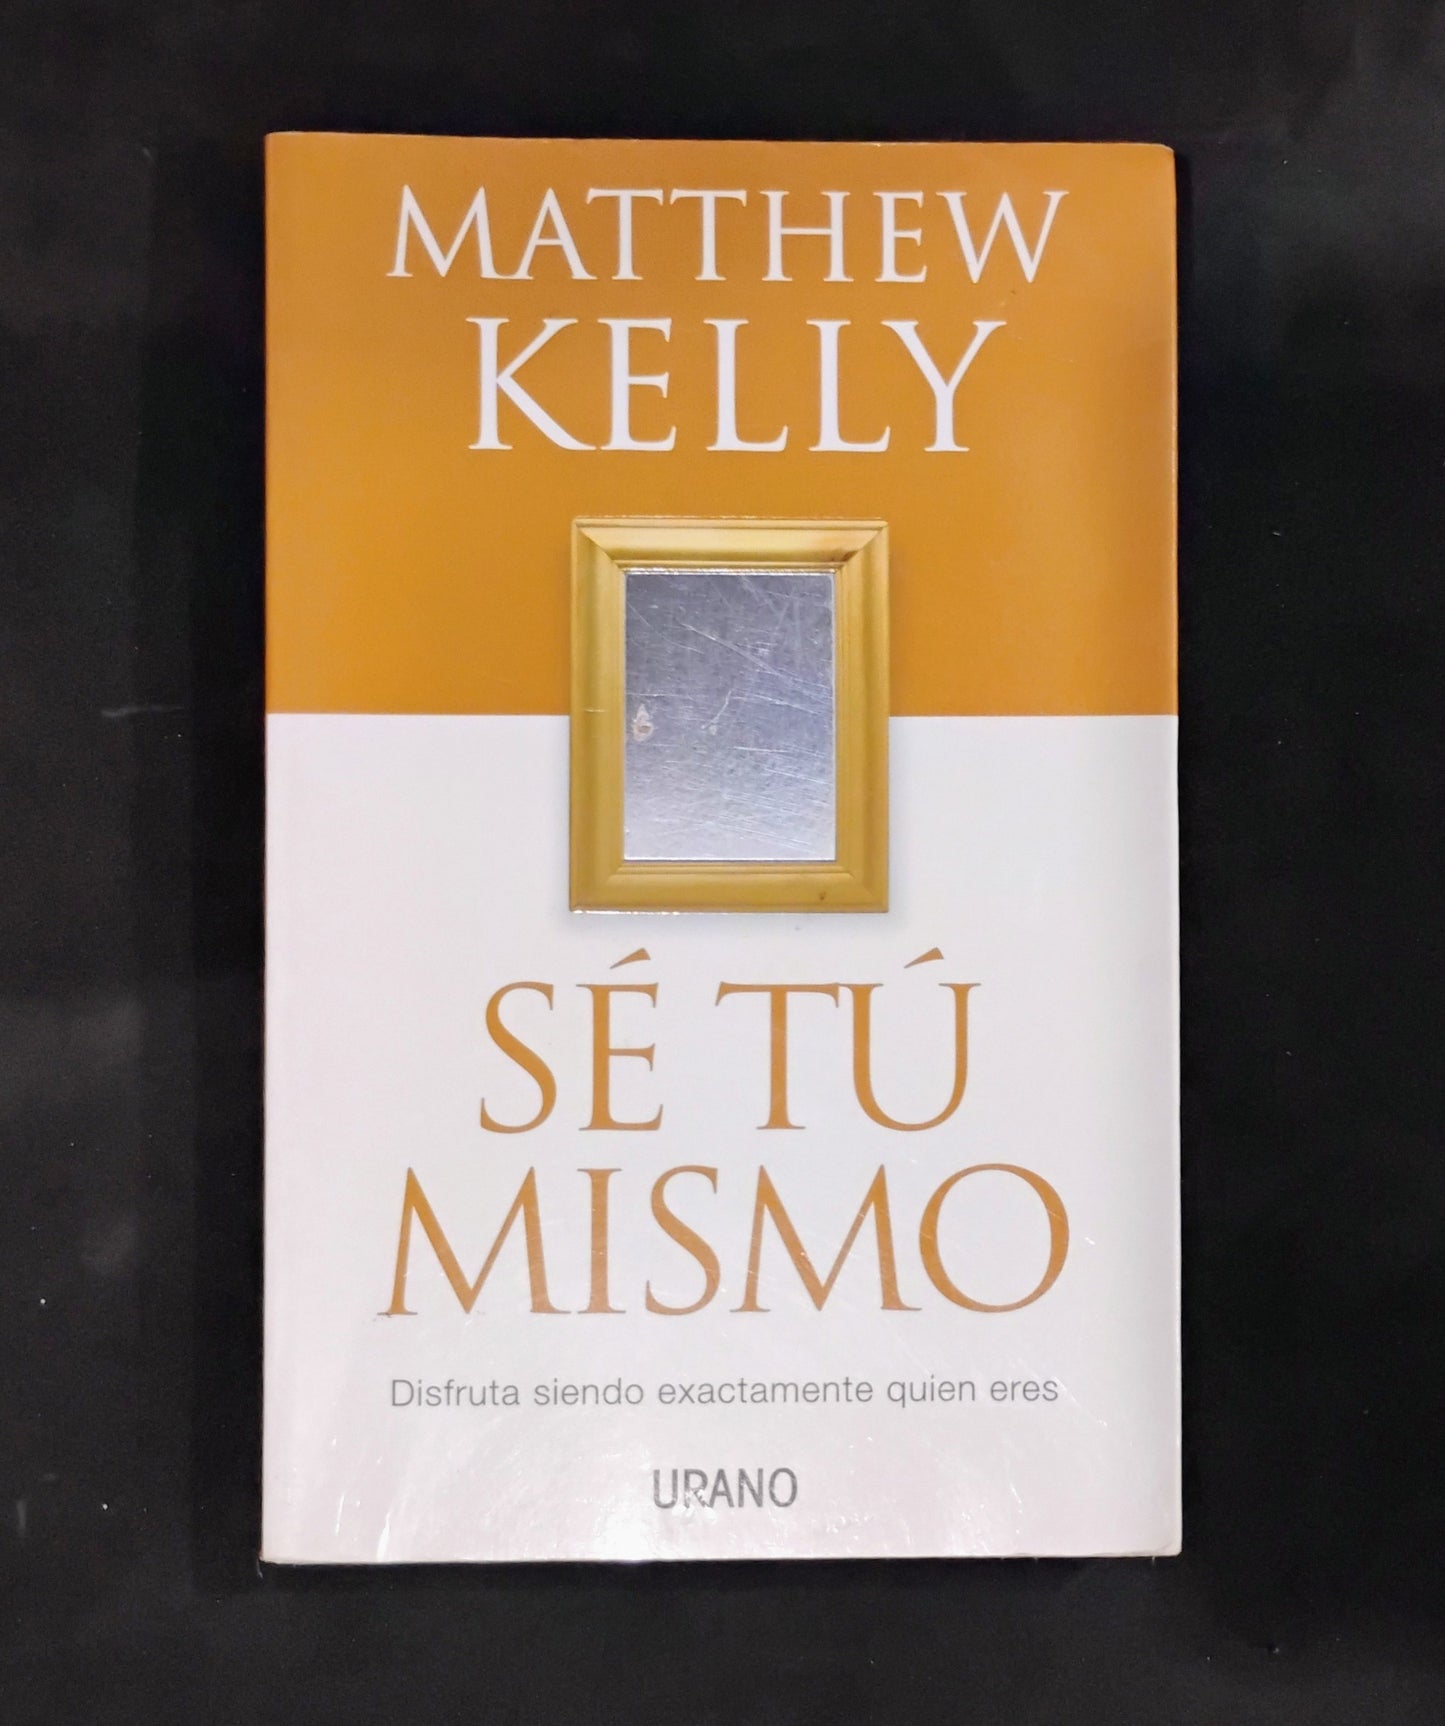 MATTHEW
KELLY
SÉ TÚ
MISMO
Disfruta siendo exactamente quien eres
URANO